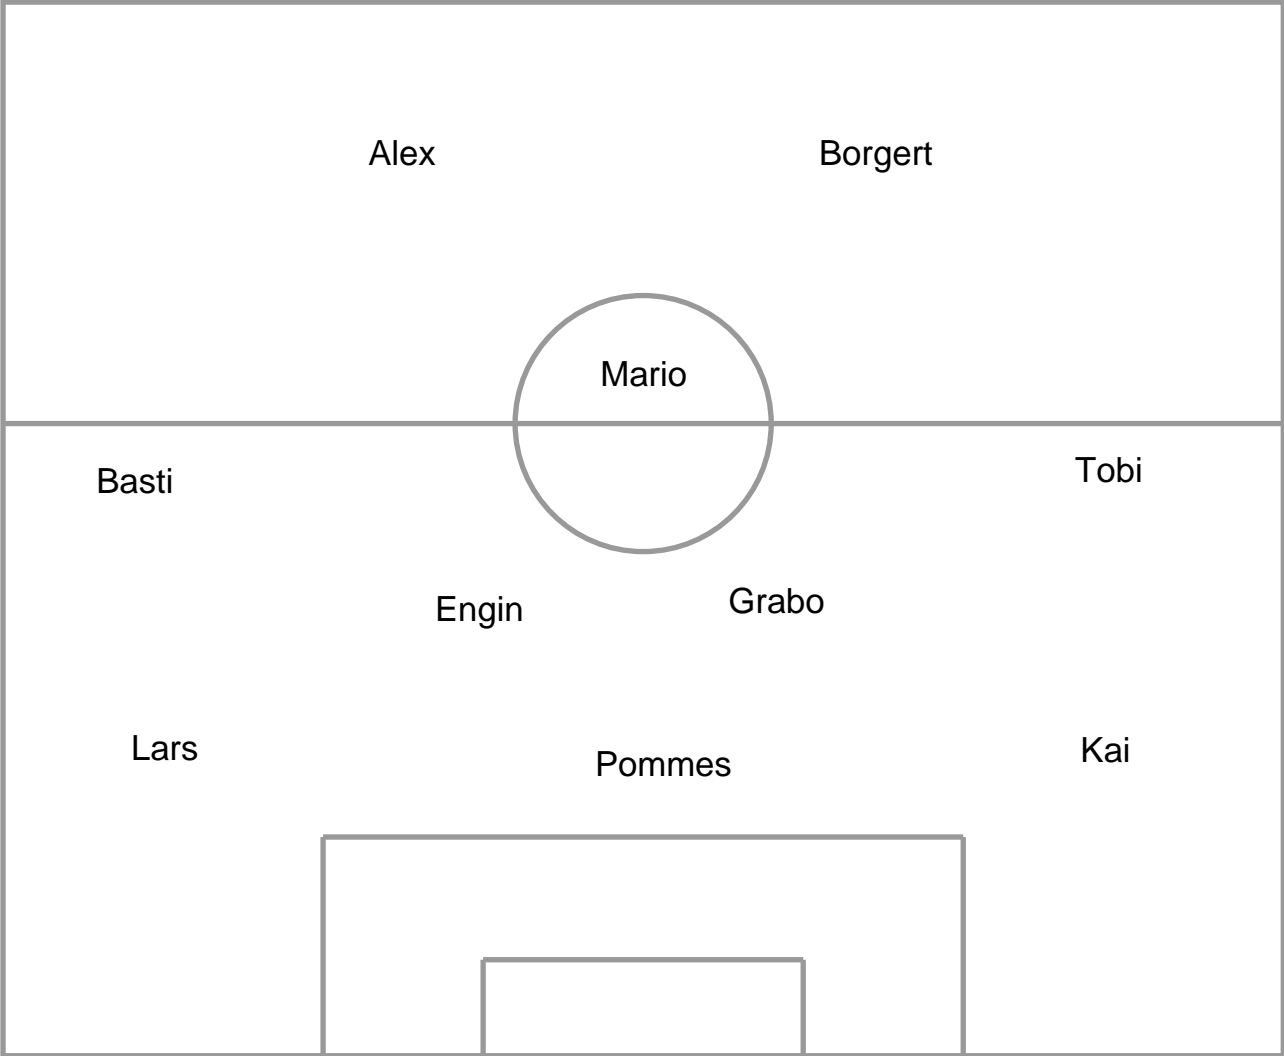 Alex
Borgert
Mario
Basti
Tobi
Engin
Grabo
Lars
Pommes
Kai